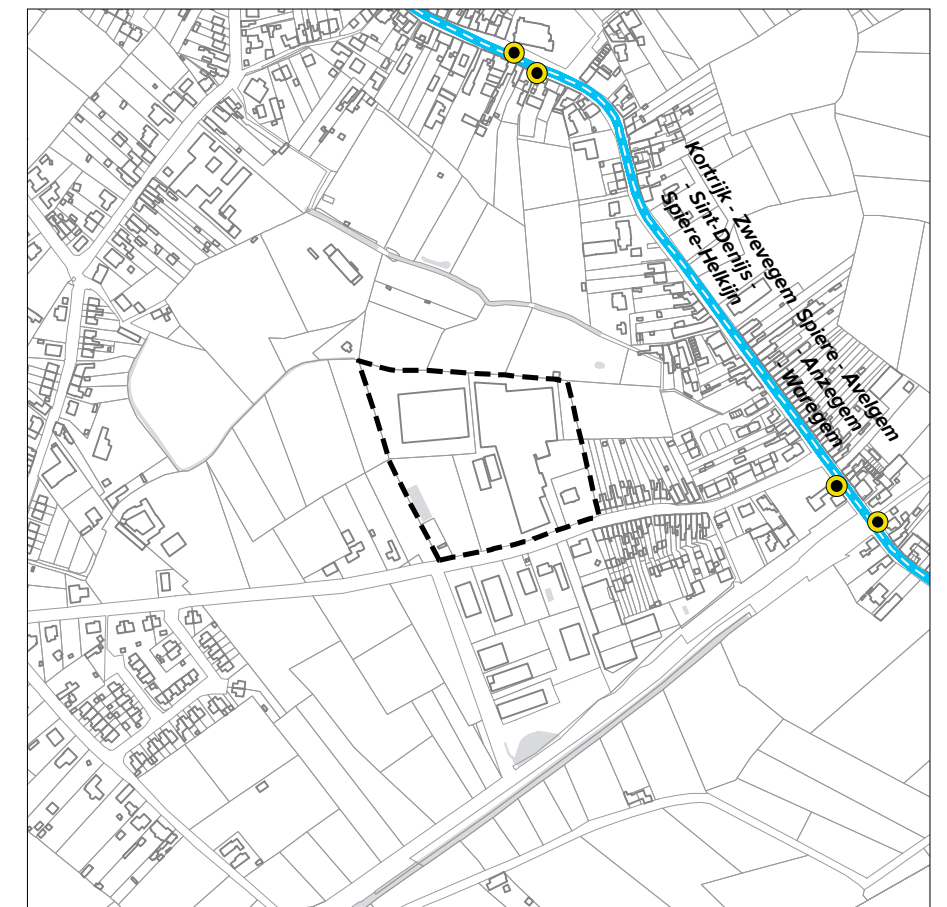 Kortrijk - Zwevegem
- Sint-Denijs -
Spiere-Helkijn
Spiere - Avelgem
- Anzegem
- Waregem